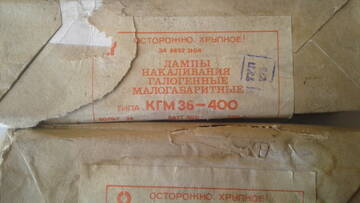 ОСТОРОЖНО. ХРУПКОЕ!
ЛАМПЫ
НАКАЛИВАНИЯ
ГАЛОГЕННЫЕ
МАЛОГАБАРИТНЫЕ
ТИПА КГМ 36-400
ОСТОРОЖНО ХРУПКОЕ!